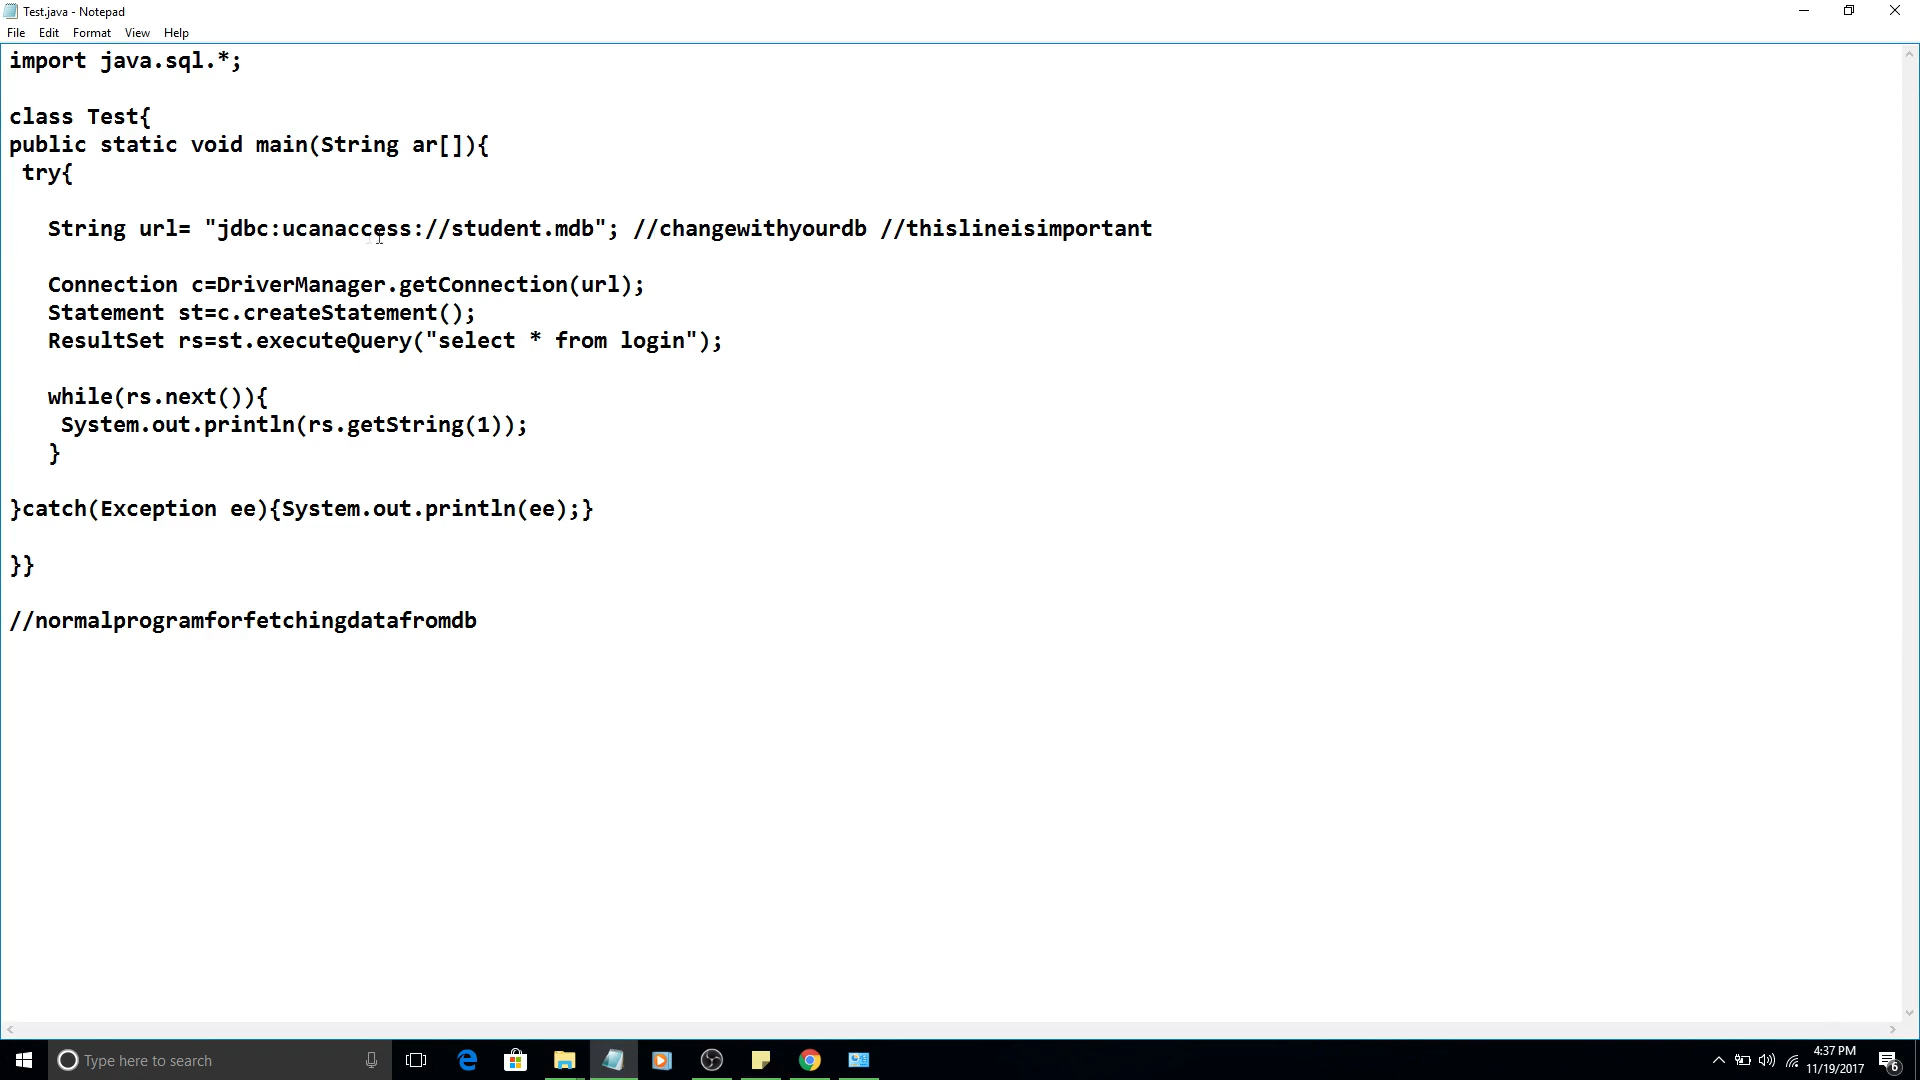 Test.java - Notepad
File Edit Format View Help
import java.sql.*;
class Test{
public static void main(String ar[]){
try{
String url= "jdbc:ucanaccess://student.mdb"; //changewithyourdb //thislineisimportant
Connection c=DriverManager.getConnection(url);
Statement st=c.createStatement();
ResultSet rs=st.executeQuery("select * from login");
while(rs.next()){
System.out.println(rs.getString(1));
}
}catch(Exception ee){System.out.println(ee);}
}}
//normalprogramforfetchingdatafromdb
Type here to search
4:37 PM
11/19/2017
6